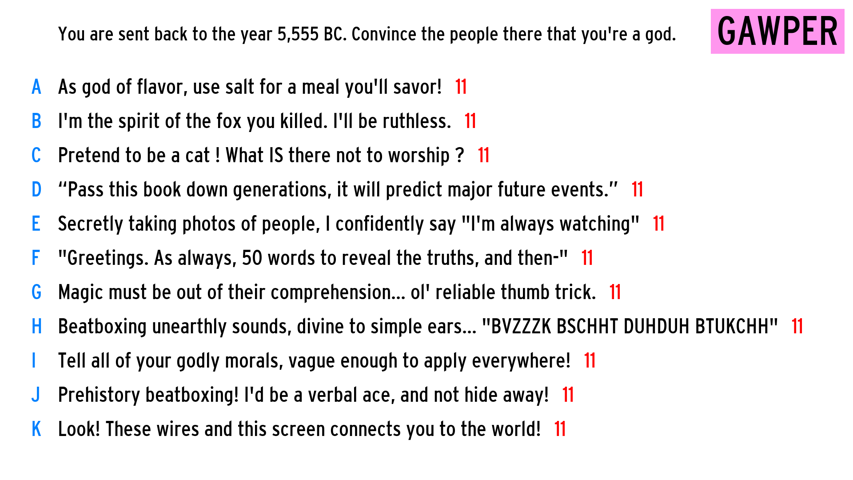 You are sent back to the year 5,555 BC. Convince the people there that you're a god.
GAWPER
A As god of flavor, use salt for a meal you'll savor! 11
B I'm the spirit of the fox you killed. I'll be ruthless. 11
C Pretend to be a cat ! What IS there not to worship ? 11
D “Pass this book down generations, it will predict major future events.” 11
E Secretly taking photos of people, I confidently say "I'm always watching" 11
F "Greetings. As always, 50 words to reveal the truths, and then-" 11
G Magic must be out of their comprehension... ol' reliable thumb trick. 11
H Beatboxing unearthly sounds, divine to simple ears... "BVZZZK BSCHHT DUHDUH BTUKCHH" 11
I Tell all of your godly morals, vague enough to apply everywhere! 11
J Prehistory beatboxing! I'd be a verbal ace, and not hide away! 11
K Look! These wires and this screen connects you to the world! 11